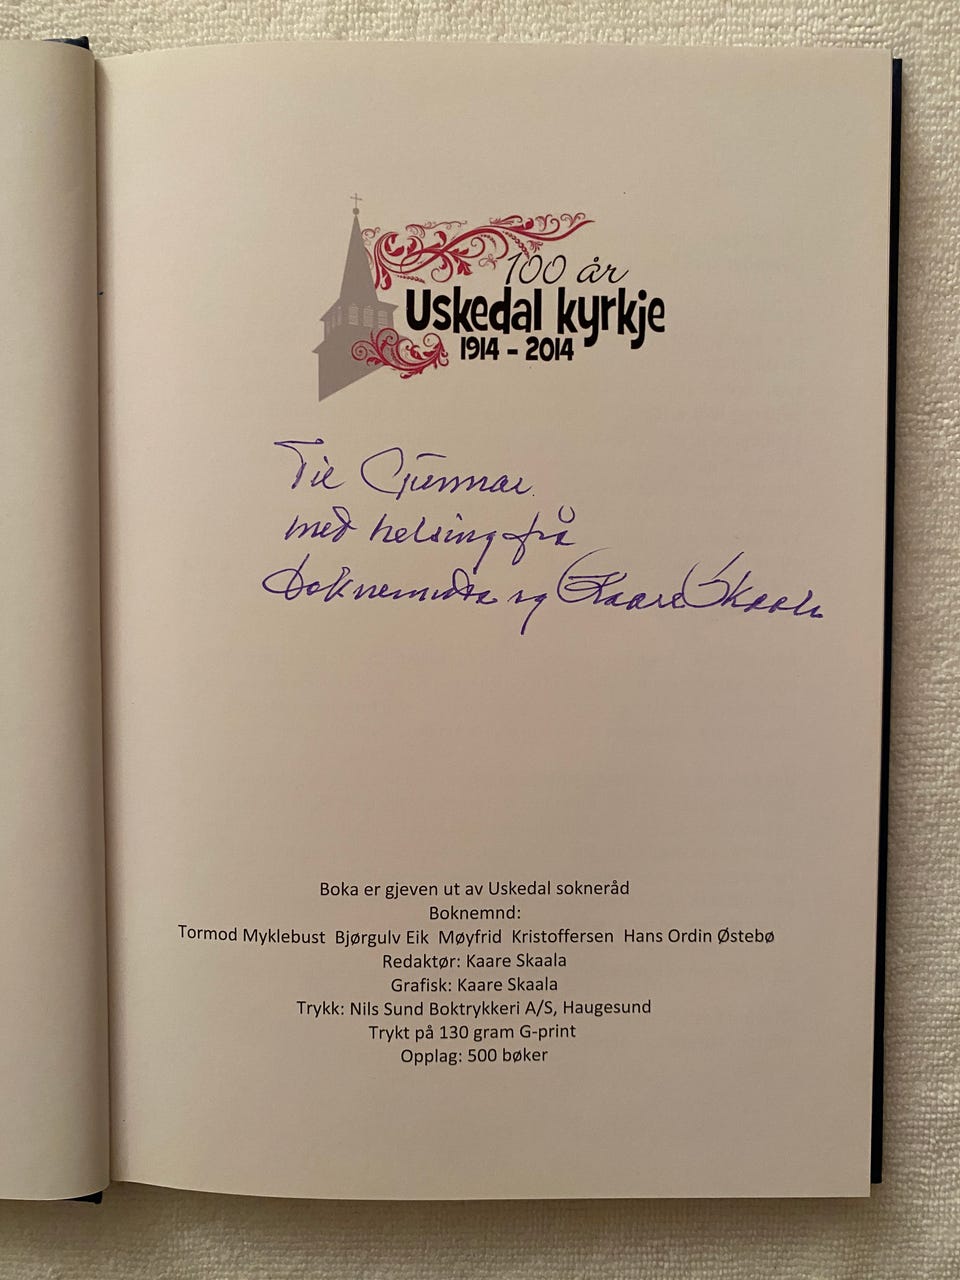 100 år
Uskedal kyrkje
1914 - 2014
Til Gunnar
med helsing frå
boknemnda og Kaare Skaala
Boka er gjeven ut av Uskedal sokneråd
Boknemnd:
Tormod Myklebust Bjørgulv Eik Møyfrid Kristoffersen Hans Ordin Østebø
Redaktør: Kaare Skaala
Grafisk: Kaare Skaala
Trykk: Nils Sund Boktrykkeri A/S, Haugesund
Trykt på 130 gram G-print
Opplag: 500 bøker